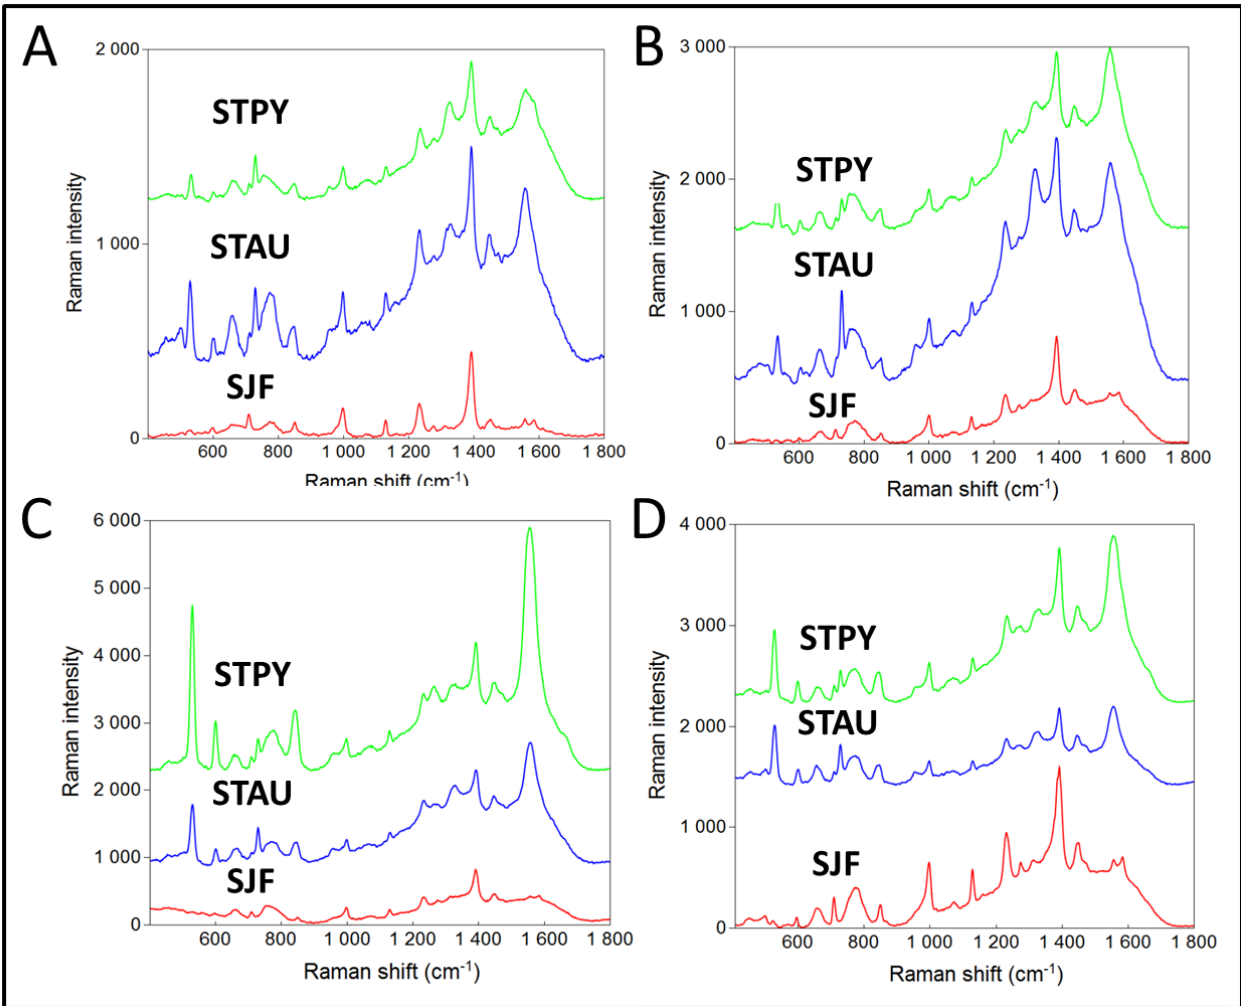 A
2 000
1 000
0
Raman intensity
STPY
STAU
SJF
600
800
1 000
1 200
1 400
1 600
1 800
Raman shift (cm-1)
B
3 000
2 000
1 000
0
Raman intensity
STPY
STAU
SJF
600
800
1 000
1 200
1 400
1 600
1 800
Raman shift (cm-1)
C
6 000
5 000
4 000
3 000
2 000
1 000
0
Raman intensity
STPY
STAU
SJF
600
800
1 000
1 200
1 400
1 600
1 800
Raman shift (cm-1)
D
4 000
3 000
2 000
1 000
0
Raman intensity
STPY
STAU
SJF
600
800
1 000
1 200
1 400
1 600
1 800
Raman shift (cm-1)